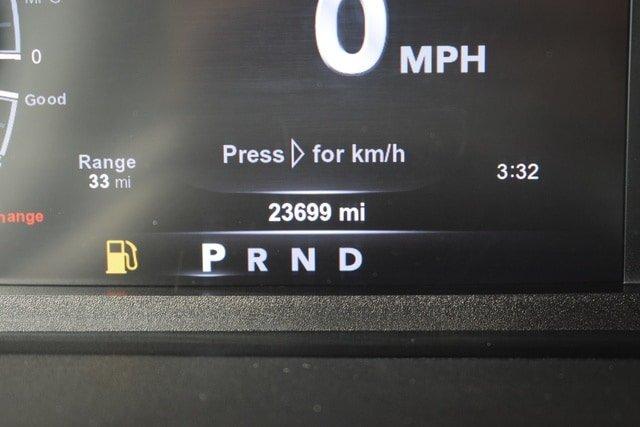 0 MPH
0
Good
Press ▷ for km/h
Range
33 mi
3:32
23699 mi
P R N D